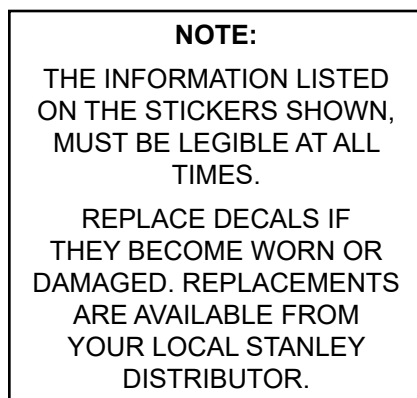 NOTE:
THE INFORMATION LISTED
ON THE STICKERS SHOWN,
MUST BE LEGIBLE AT ALL
TIMES.
REPLACE DECALS IF
THEY BECOME WORN OR
DAMAGED. REPLACEMENTS
ARE AVAILABLE FROM
YOUR LOCAL STANLEY
DISTRIBUTOR.